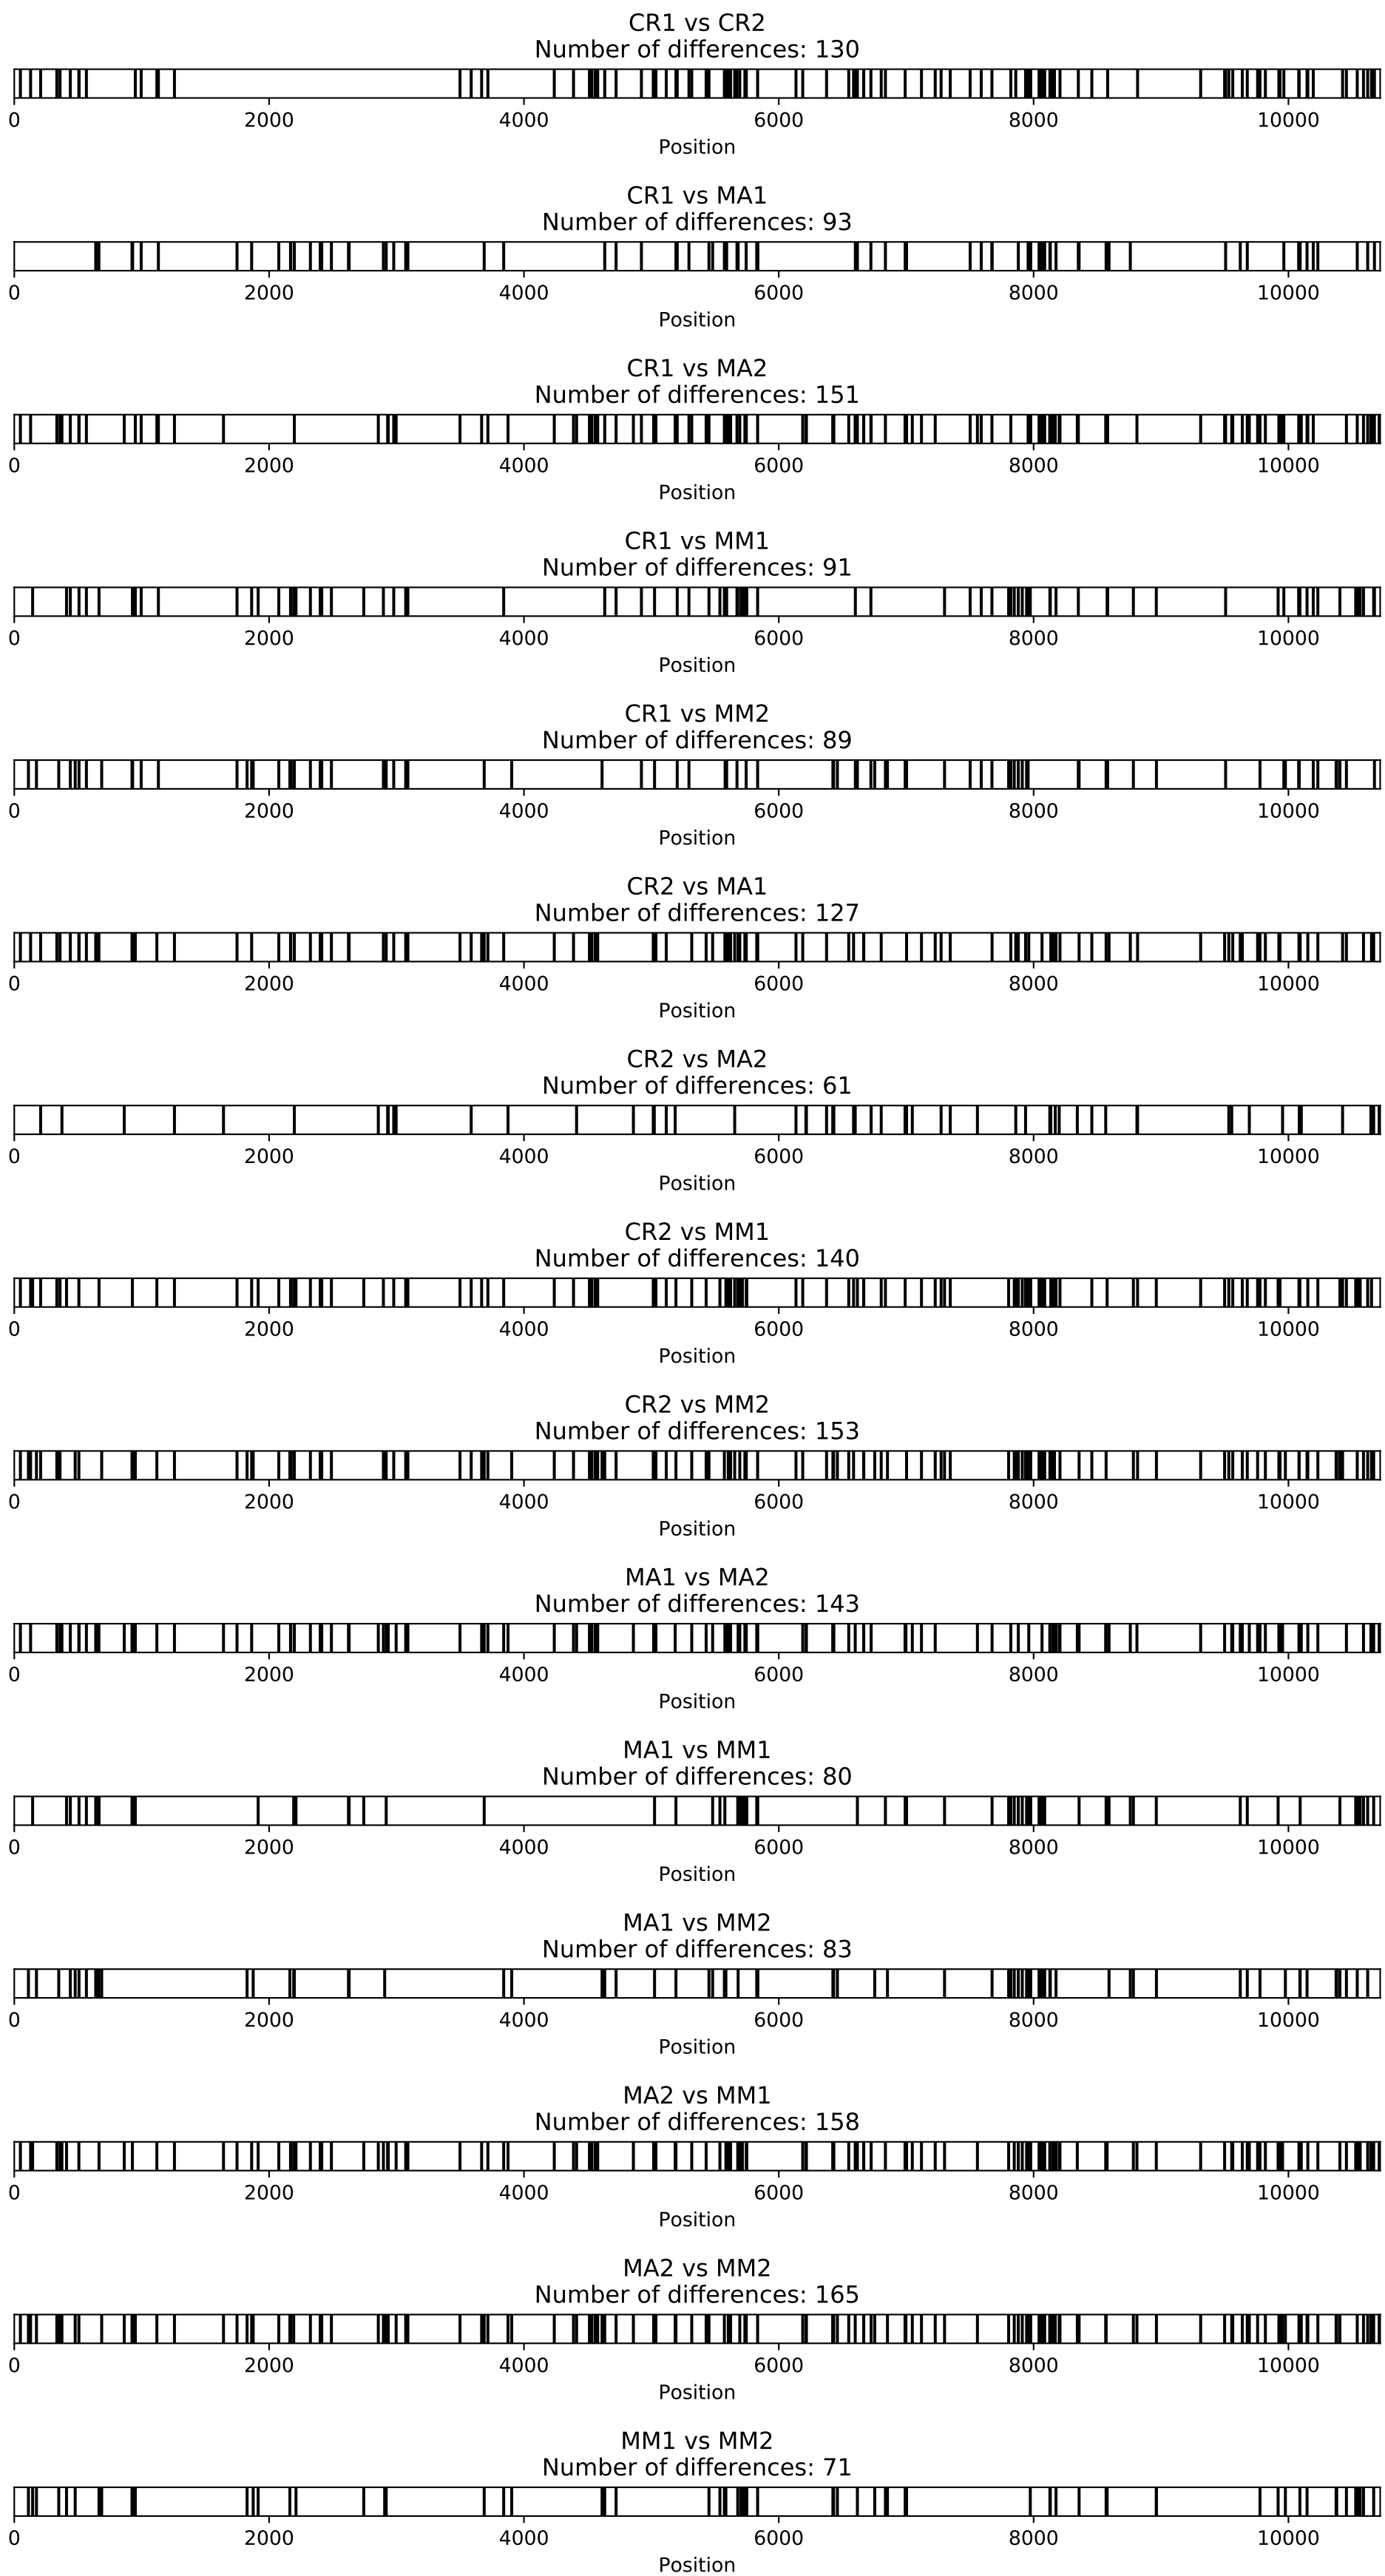 CR1 vs CR2
Number of differences: 130
0 2000 4000 6000 8000 10000
Position
CR1 vs MA1
Number of differences: 93
0 2000 4000 6000 8000 10000
Position
CR1 vs MA2
Number of differences: 151
0 2000 4000 6000 8000 10000
Position
CR1 vs MM1
Number of differences: 91
0 2000 4000 6000 8000 10000
Position
CR1 vs MM2
Number of differences: 89
0 2000 4000 6000 8000 10000
Position
CR2 vs MA1
Number of differences: 127
0 2000 4000 6000 8000 10000
Position
CR2 vs MA2
Number of differences: 61
0 2000 4000 6000 8000 10000
Position
CR2 vs MM1
Number of differences: 140
0 2000 4000 6000 8000 10000
Position
CR2 vs MM2
Number of differences: 153
0 2000 4000 6000 8000 10000
Position
MA1 vs MA2
Number of differences: 143
0 2000 4000 6000 8000 10000
Position
MA1 vs MM1
Number of differences: 80
0 2000 4000 6000 8000 10000
Position
MA1 vs MM2
Number of differences: 83
0 2000 4000 6000 8000 10000
Position
MA2 vs MM1
Number of differences: 158
0 2000 4000 6000 8000 10000
Position
MA2 vs MM2
Number of differences: 165
0 2000 4000 6000 8000 10000
Position
MM1 vs MM2
Number of differences: 71
0 2000 4000 6000 8000 10000
Position